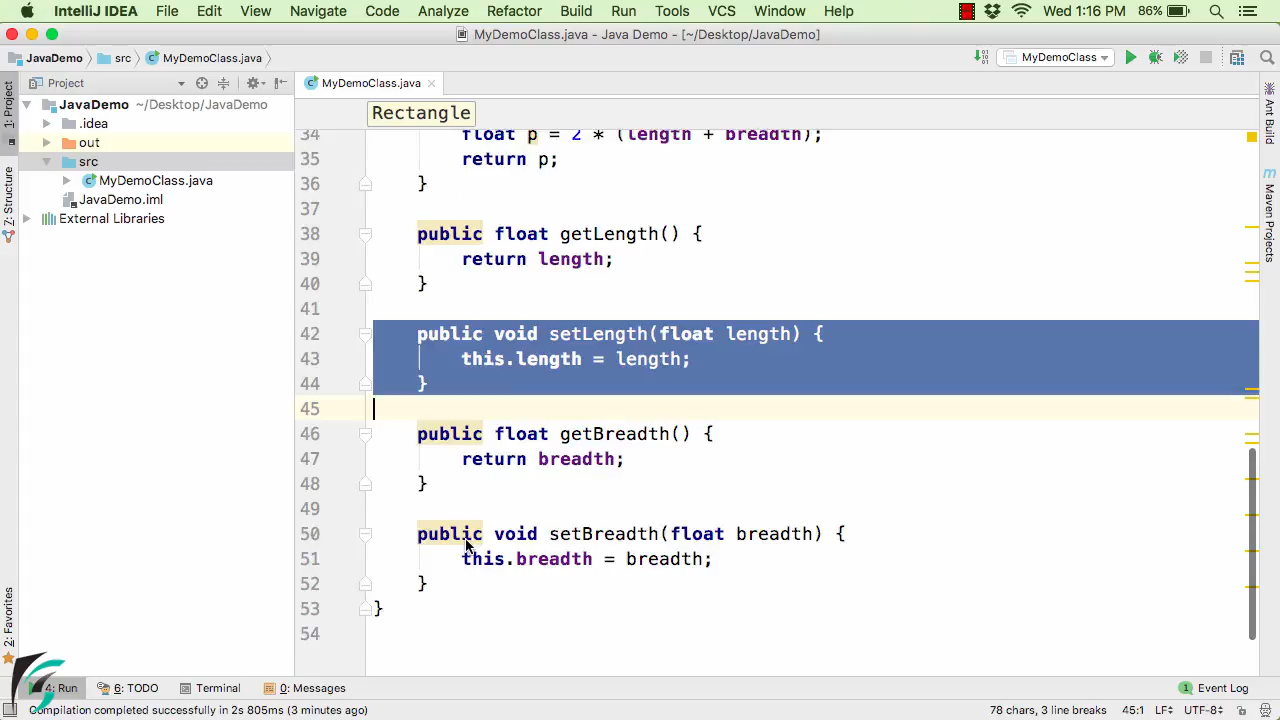 IntelliJ IDEA File Edit View Navigate Code Analyze Refactor Build Run Tools VCS Window Help Wed 1:16 PM 86%
MyDemoClass.java - Java Demo - [~/Desktop/JavaDemo]
JavaDemo src MyDemoClass.java MyDemoClass
Project MyDemoClass.java
1: Project
Z: Structure
2: Favorites
Ant Build
Maven Projects
JavaDemo ~/Desktop/JavaDemo
.idea
out
src
MyDemoClass.java
JavaDemo.iml
External Libraries
Rectangle
34 float p = 2 * (length + breadth);
35 return p;
36 }
37
38 public float getLength() {
39 return length;
40 }
41
42 public void setLength(float length) {
43 this.length = length;
44 }
45
46 public float getBreadth() {
47 return breadth;
48 }
49
50 public void setBreadth(float breadth) {
51 this.breadth = breadth;
52 }
53 }
54
4: Run 6: TODO Terminal 0: Messages 1 Event Log
Compilation completed successfully in 2s 805ms (3 minutes ago) 78 chars, 3 line breaks 45:1 LF UTF-8